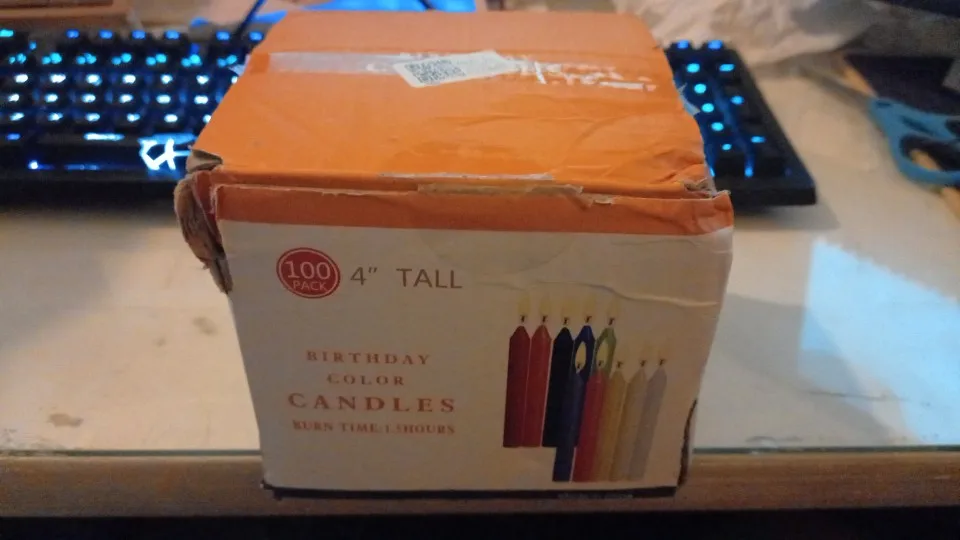 100
PACK
4” TALL
BIRTHDAY
COLOR
CANDLES
BURN TIME:1.5HOURS